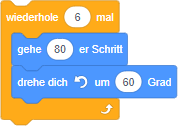 wiederhole 6 mal
gehe 80 er Schritt
drehe dich um 60 Grad